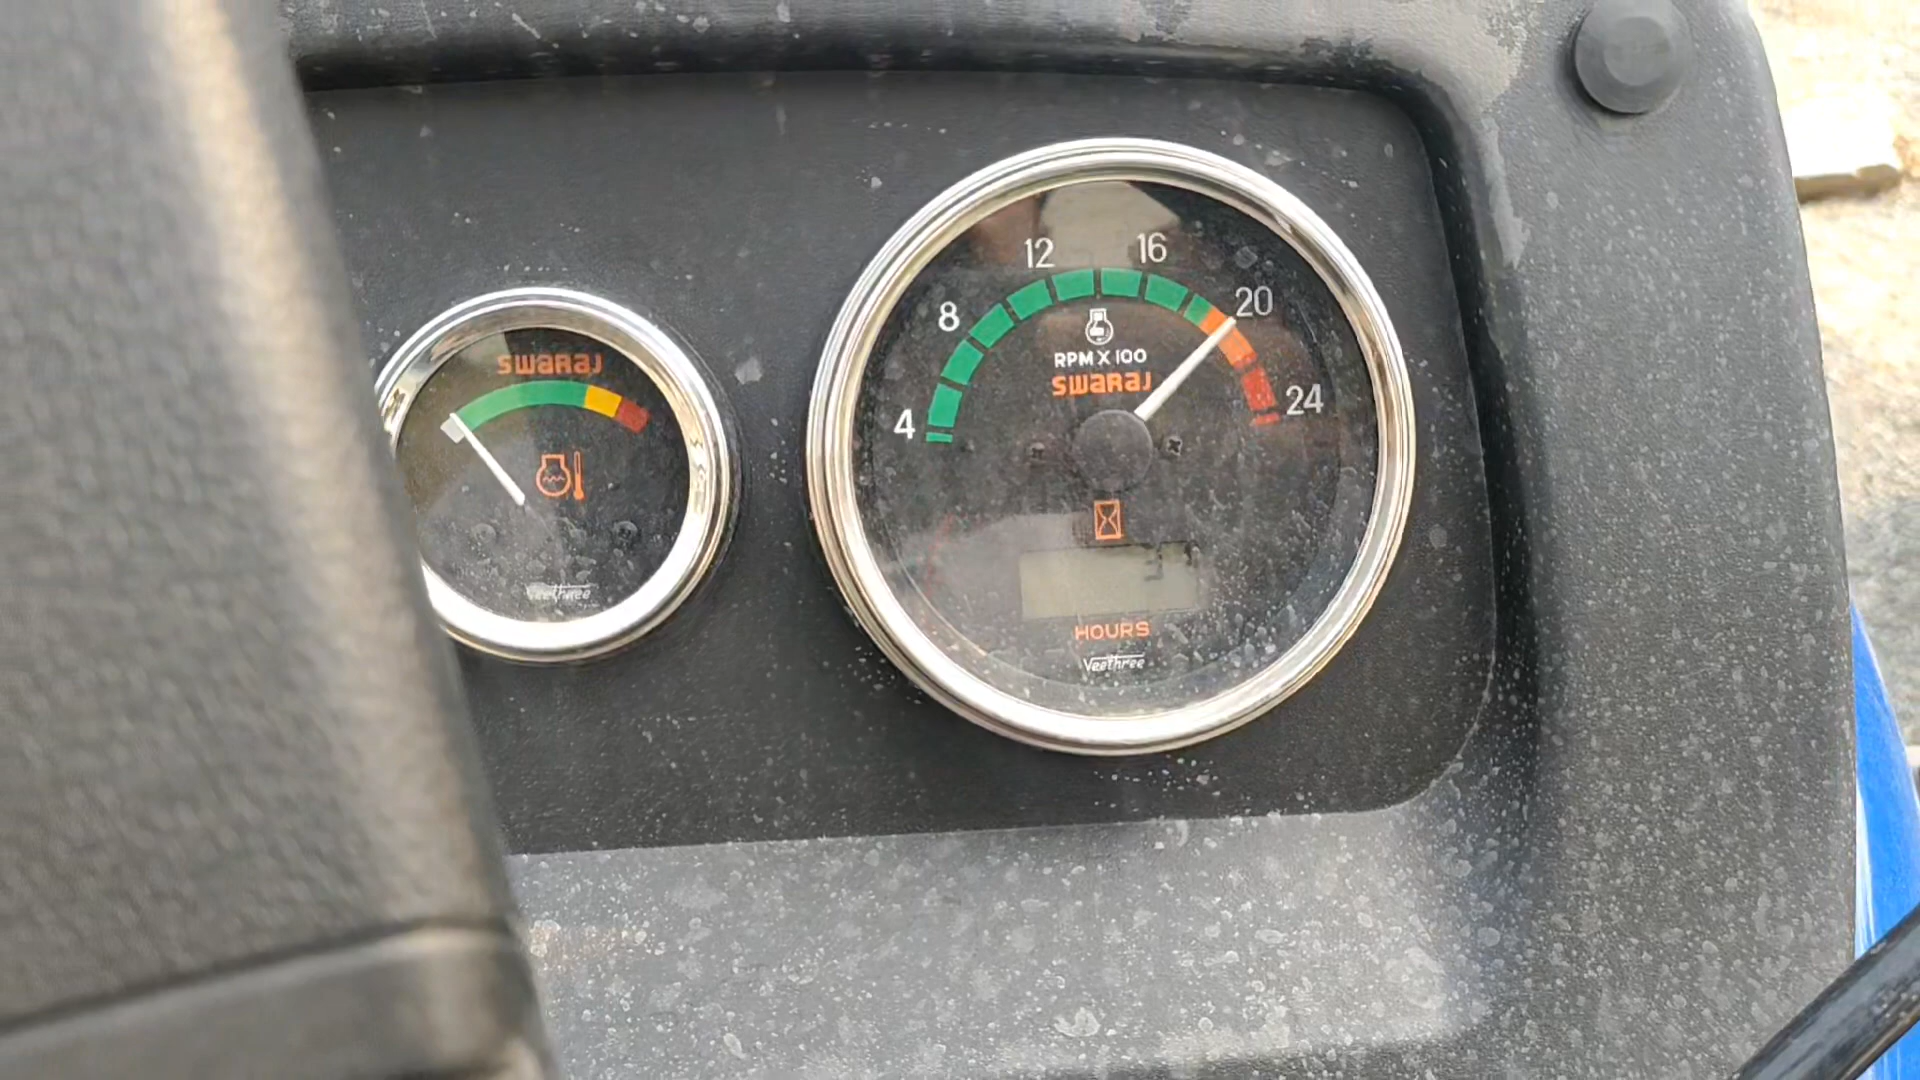 swaraj
Veethree
4
8
12
16
20
24
RPM X 100
swaraj
HOURS
Veethree